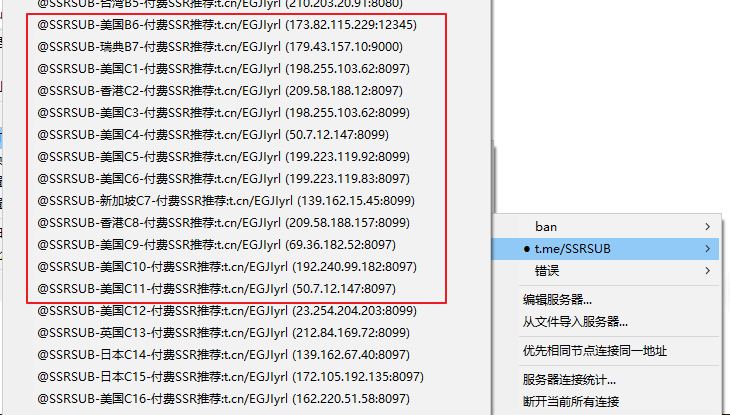 @SSRSUB-台湾B5-付费SSR推荐:t.cn/EGJIyrl (210.203.20.91:8080)
@SSRSUB-美国B6-付费SSR推荐:t.cn/EGJIyrl (173.82.115.229:12345)
@SSRSUB-瑞典B7-付费SSR推荐:t.cn/EGJIyrl (179.43.157.10:9000)
@SSRSUB-美国C1-付费SSR推荐:t.cn/EGJIyrl (198.255.103.62:8097)
@SSRSUB-香港C2-付费SSR推荐:t.cn/EGJIyrl (209.58.188.12:8097)
@SSRSUB-美国C3-付费SSR推荐:t.cn/EGJIyrl (198.255.103.62:8099)
@SSRSUB-美国C4-付费SSR推荐:t.cn/EGJIyrl (50.7.12.147:8099)
@SSRSUB-美国C5-付费SSR推荐:t.cn/EGJIyrl (199.223.119.92:8099)
@SSRSUB-美国C6-付费SSR推荐:t.cn/EGJIyrl (199.223.119.83:8097)
@SSRSUB-新加坡C7-付费SSR推荐:t.cn/EGJIyrl (139.162.15.45:8099)
@SSRSUB-香港C8-付费SSR推荐:t.cn/EGJIyrl (209.58.188.157:8099)
@SSRSUB-美国C9-付费SSR推荐:t.cn/EGJIyrl (69.36.182.52:8097)
@SSRSUB-美国C10-付费SSR推荐:t.cn/EGJIyrl (192.240.99.182:8097)
@SSRSUB-美国C11-付费SSR推荐:t.cn/EGJIyrl (50.7.12.147:8097)
@SSRSUB-美国C12-付费SSR推荐:t.cn/EGJIyrl (23.254.204.203:8099)
@SSRSUB-英国C13-付费SSR推荐:t.cn/EGJIyrl (212.84.169.72:8099)
@SSRSUB-日本C14-付费SSR推荐:t.cn/EGJIyrl (139.162.67.40:8097)
@SSRSUB-日本C15-付费SSR推荐:t.cn/EGJIyrl (172.105.192.135:8097)
@SSRSUB-美国C16-付费SSR推荐:t.cn/EGJIyrl (162.220.51.58:8097)
ban
t.me/SSRSUB
错误
编辑服务器...
从文件导入服务器...
优先相同节点连接同一地址
服务器连接统计...
断开当前所有连接